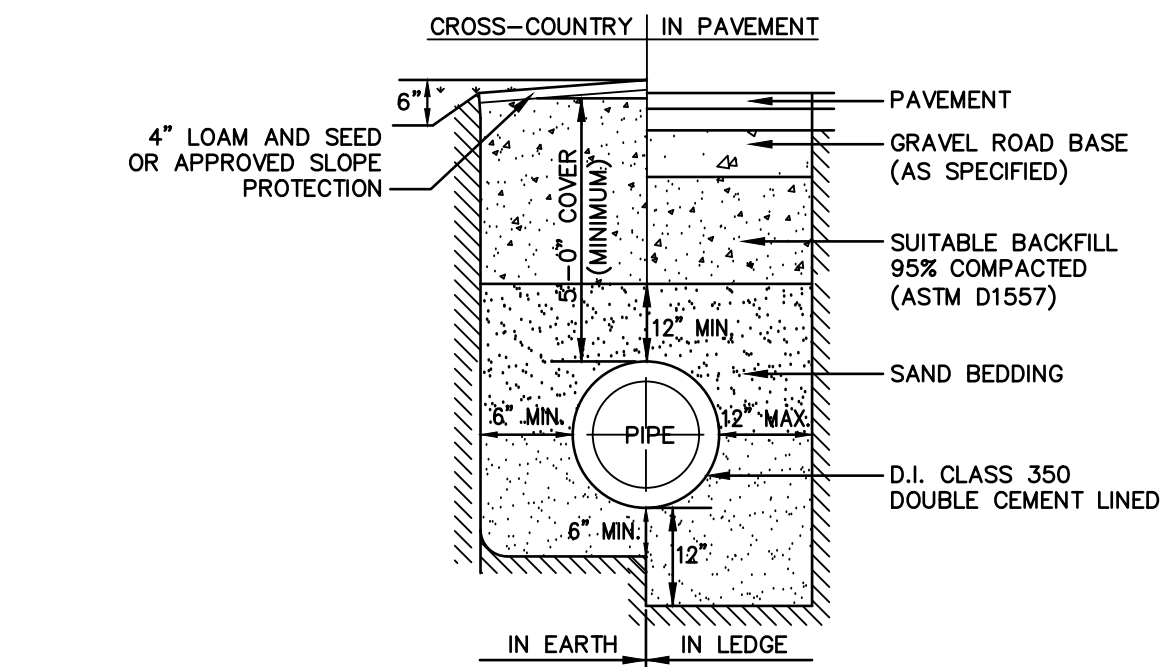 CROSS-COUNTRY
IN PAVEMENT
6"
4" LOAM AND SEED
OR APPROVED SLOPE
PROTECTION
5'-0" COVER
(MINIMUM)
PAVEMENT
GRAVEL ROAD BASE
(AS SPECIFIED)
SUITABLE BACKFILL
95% COMPACTED
(ASTM D1557)
12" MIN.
SAND BEDDING
6" MIN.
PIPE
12" MAX.
D.I. CLASS 350
DOUBLE CEMENT LINED
6" MIN.
12"
IN EARTH
IN LEDGE